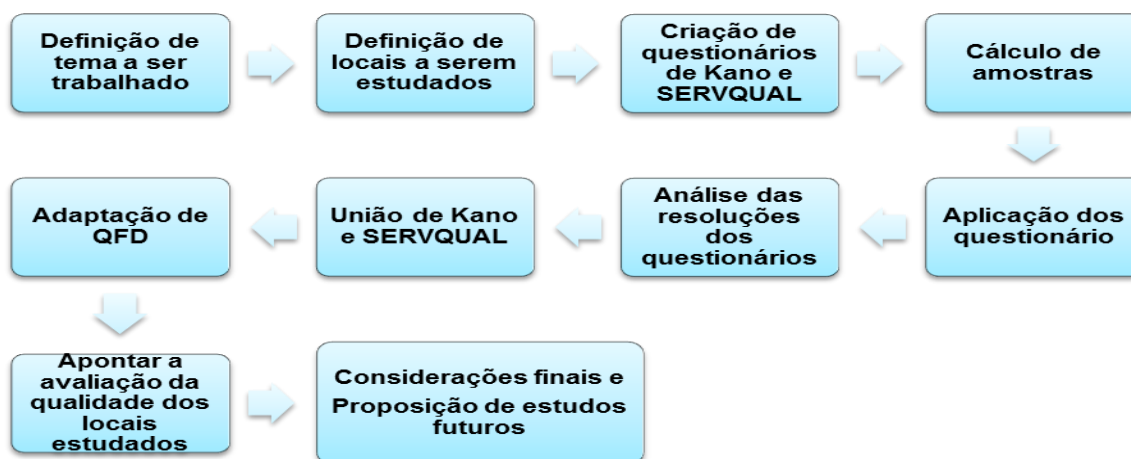 Definição de
tema a ser
trabalhado
Definição de
locais a serem
estudados
Criação de
questionários
de Kano e
SERVQUAL
Cálculo de
amostras
Aplicação dos
questionário
Análise das
resoluções
dos
questionários
União de Kano
e SERVQUAL
Adaptação de
QFD
Apontar a
avaliação da
qualidade dos
locais
estudados
Considerações finais e
Proposição de estudos
futuros